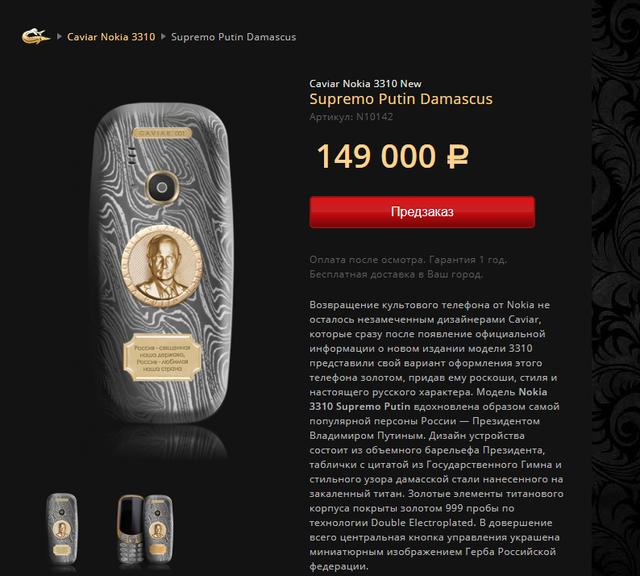 Caviar Nokia 3310 Supremo Putin Damascus
Caviar Nokia 3310 New
Supremo Putin Damascus
Артикул: N10142
149 000 ₽
Предзаказ
Оплата после осмотра. Гарантия 1 год.
Бесплатная доставка в Ваш город.
CAVIAR 001
Россия - священная
наша держава,
Россия - любимая
наша страна
Возвращение культового телефона от Nokia не
осталось незамеченным дизайнерами Caviar,
которые сразу после появление официальной
информации о новом издании модели 3310
представили свой вариант оформления этого
телефона золотом, придав ему роскоши, стиля и
настоящего русского характера. Модель Nokia
3310 Supremo Putin вдохновлена образом самой
популярной персоны России — Президентом
Владимиром Путиным. Дизайн устройства
состоит из объемного барельефа Президента,
таблички с цитатой из Государственного Гимна и
стильного узора дамасской стали нанесенного на
закаленный титан. Золотые элементы титанового
корпуса покрыты золотом 999 пробы по
технологии Double Electroplated. В довершение
всего центральная кнопка управления украшена
миниатюрным изображением Герба Российской
федерации.